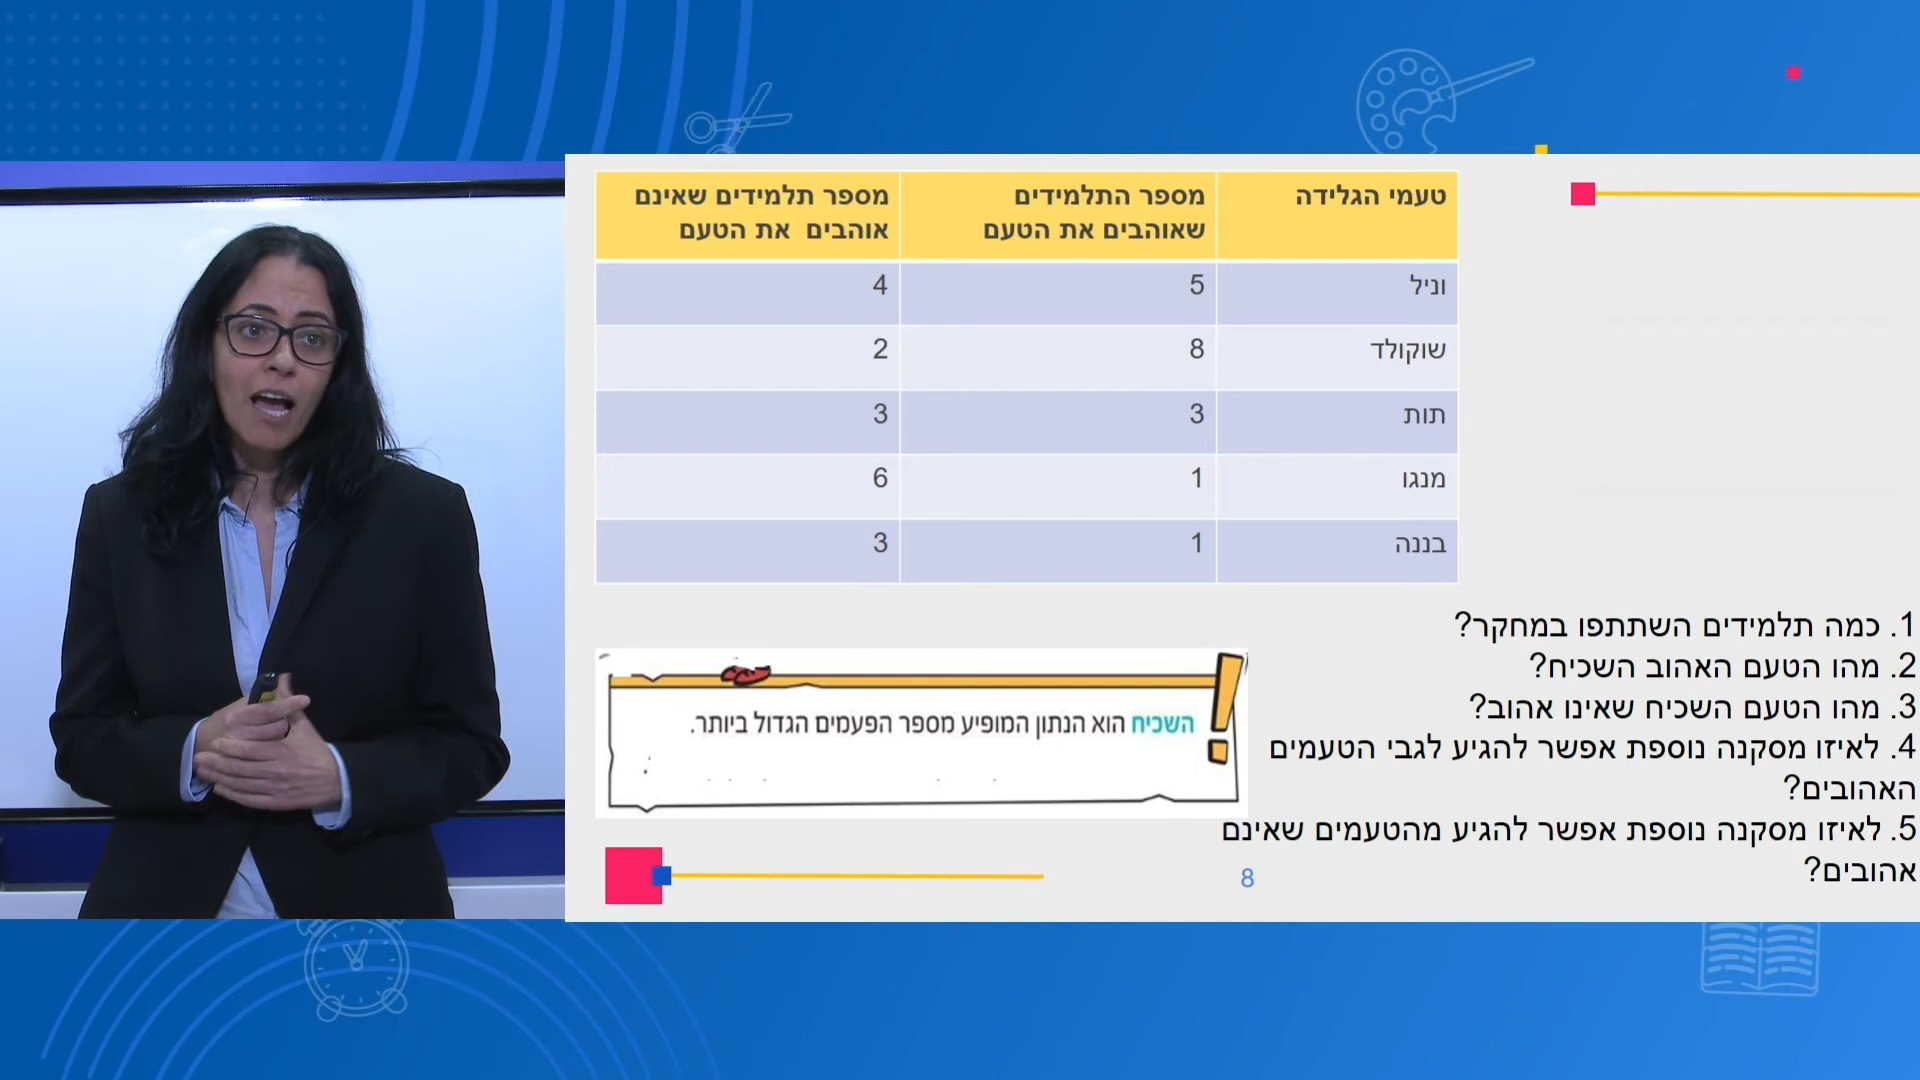 טעמי הגלידה	מספר התלמידים שאוהבים את הטעם	מספר תלמידים שאינם אוהבים את הטעם
וניל	5	4
שוקולד	8	2
תות	3	3
מנגו	1	6
בננה	1	3
1. כמה תלמידים השתתפו במחקר?
2. מהו הטעם האהוב השכיח?
3. מהו הטעם השכיח שאינו אהוב?
4. לאיזו מסקנה נוספת אפשר להגיע לגבי הטעמים
האהובים?
5. לאיזו מסקנה נוספת אפשר להגיע מהטעמים שאינם
אהובים?
השכיח הוא הנתון המופיע מספר הפעמים הגדול ביותר.
8